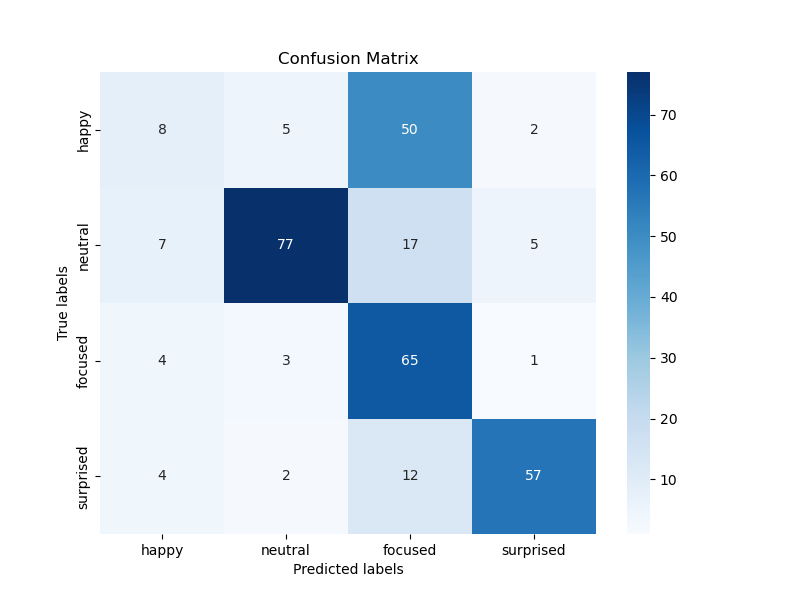 Confusion Matrix
happy 8 5 50 2
neutral 7 77 17 5
focused 4 3 65 1
surprised 4 2 12 57
True labels
happy neutral focused surprised
Predicted labels
70
60
50
40
30
20
10